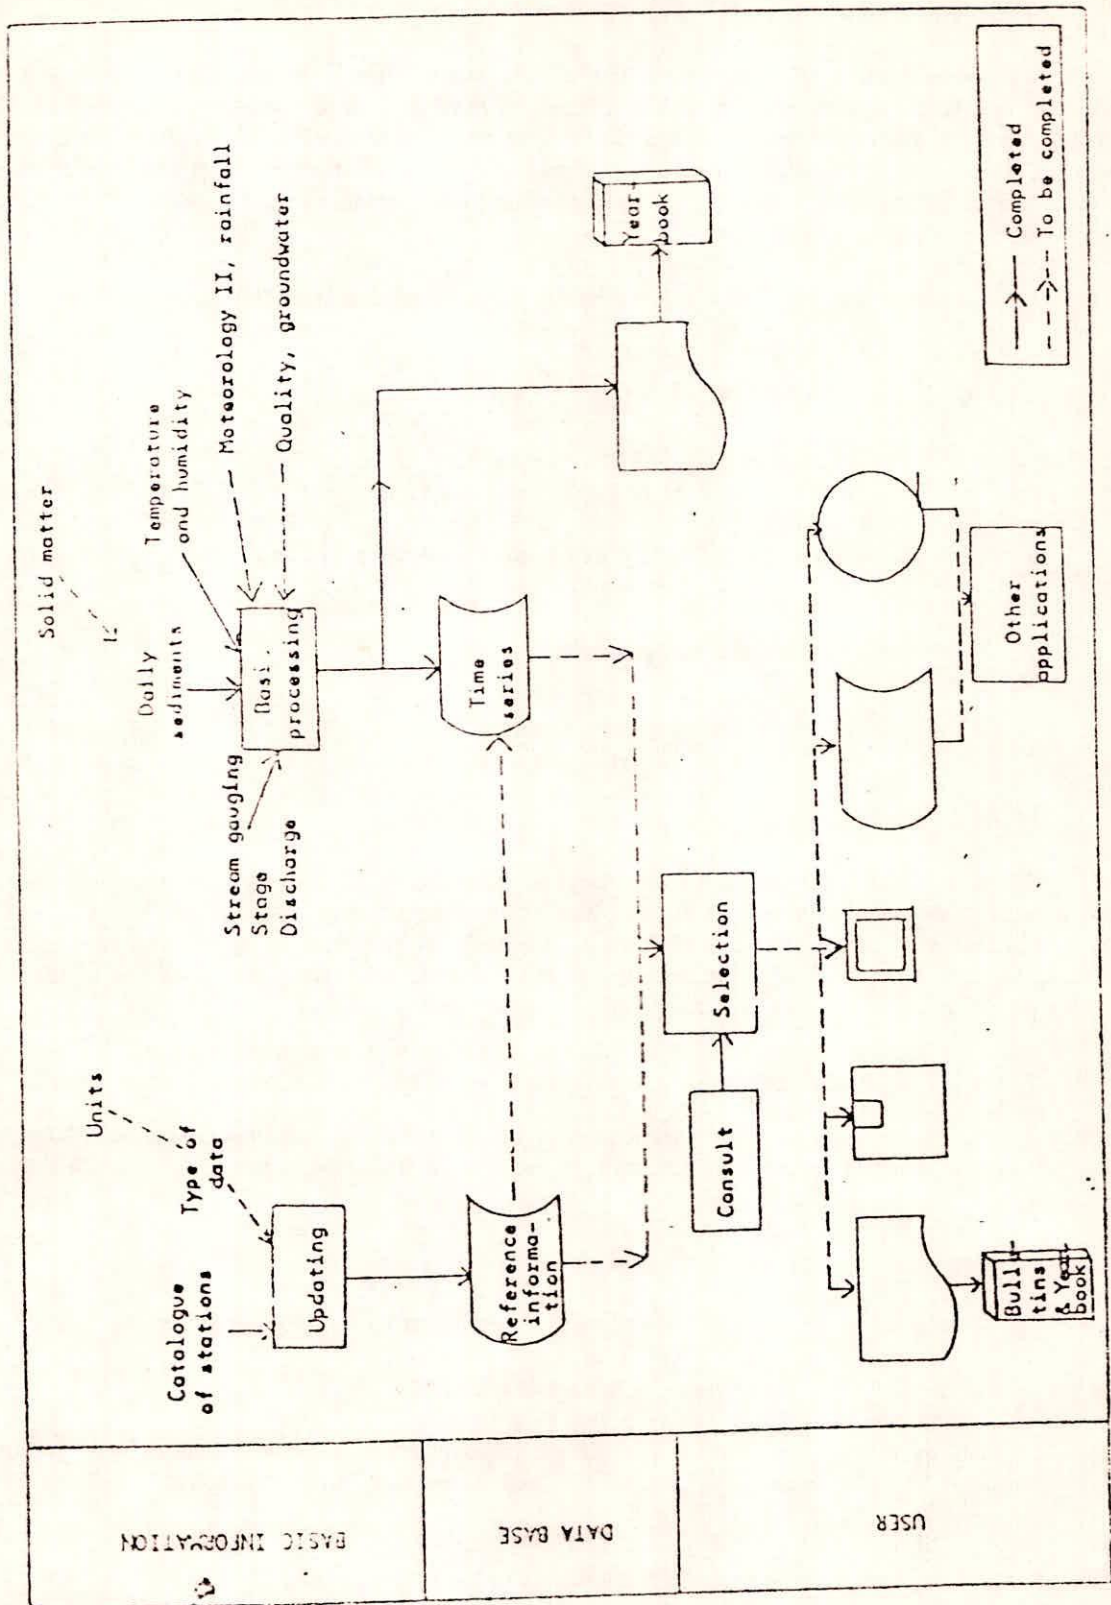 Solid matter
Units
Catalogue
of stations
Type of
data
Daily
sediments
Temperature
and humidity
Meteorology II, rainfall
Quality, groundwater
Stream gauging
Stage
Discharge
Updating
processing
Reference
informa-
tion
Time
series
Year-
book
Consult
Selection
Bulle-
tins
& Year
book
Other
applications
Completed
To be completed
BASIC INFORMATION
DATA BASE
USER